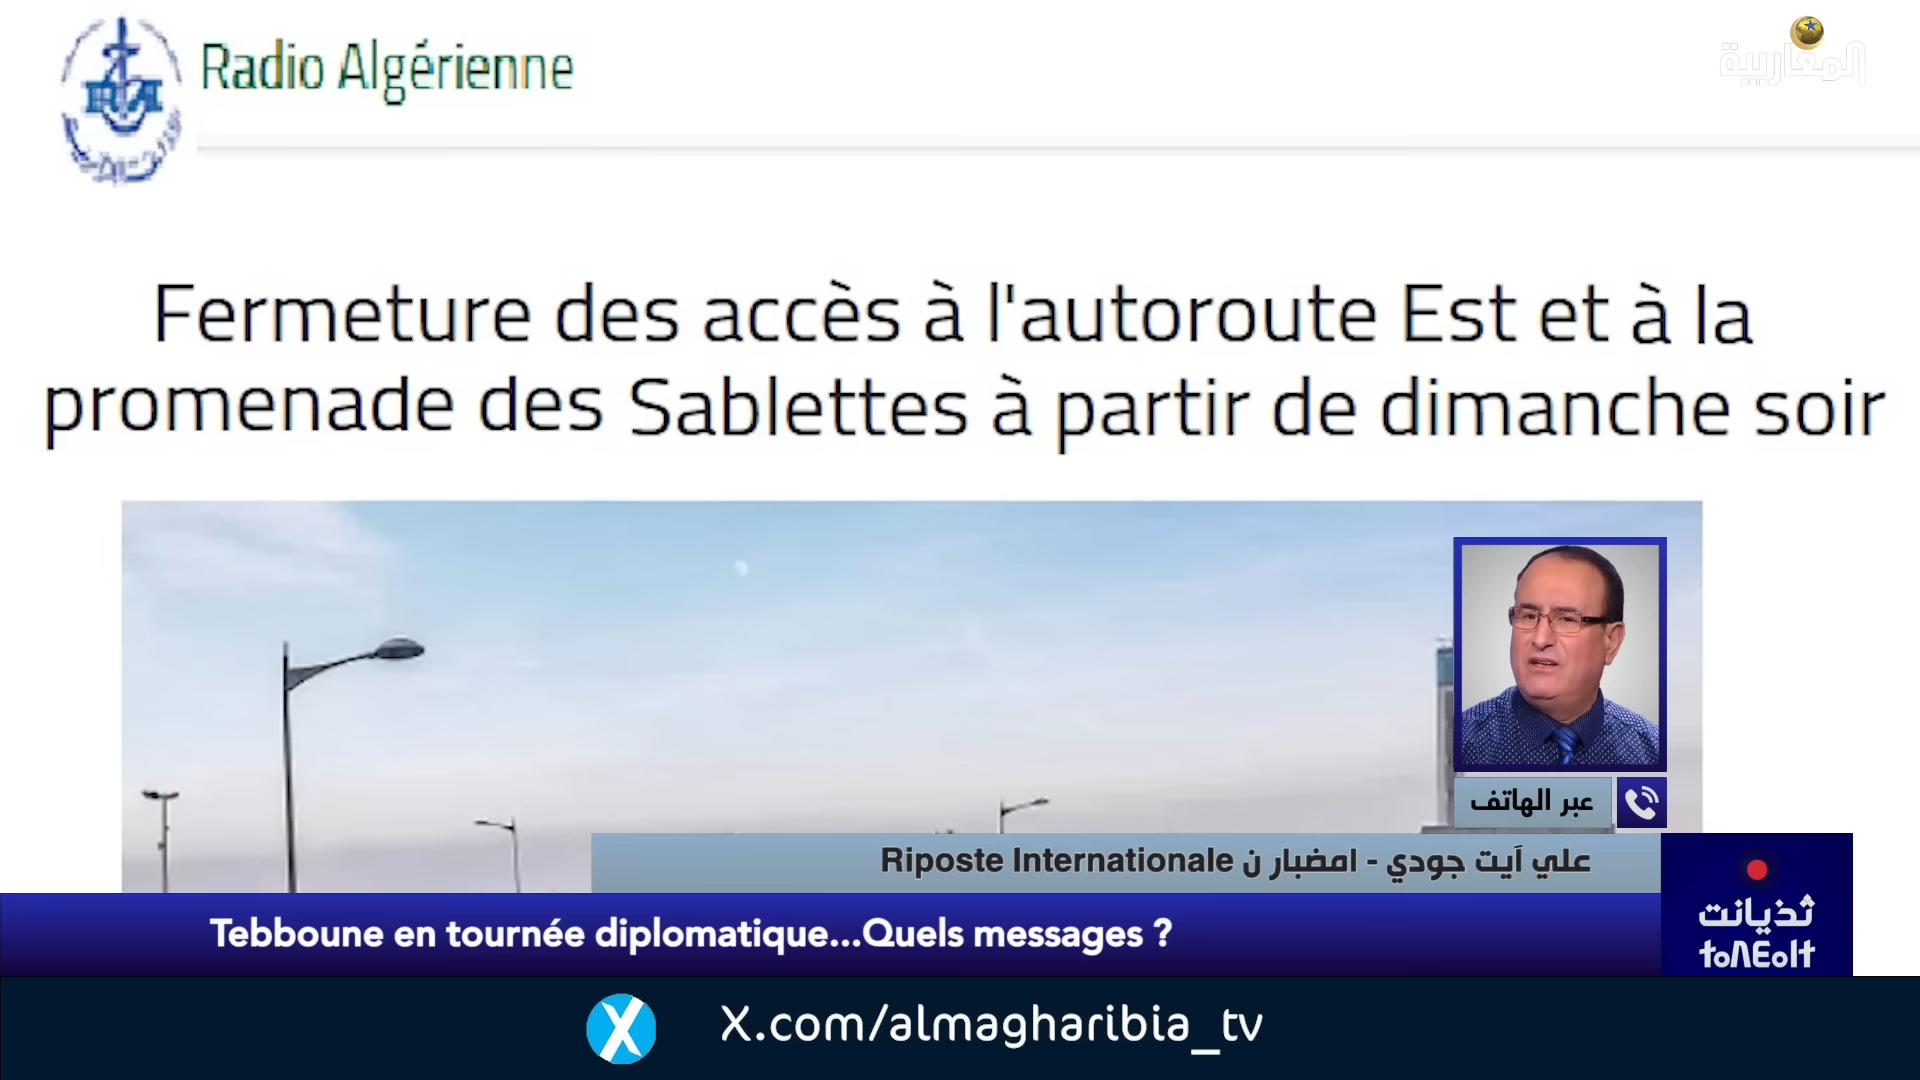 Radio Algérienne
المغاربية
Fermeture des accès à l'autoroute Est et à la
promenade des Sablettes à partir de dimanche soir
عبر الهاتف
علي آيت جودي - امضبار ن Riposte Internationale
Tebboune en tournée diplomatique...Quels messages ?
ثذيانت
X.com/almagharibia_tv